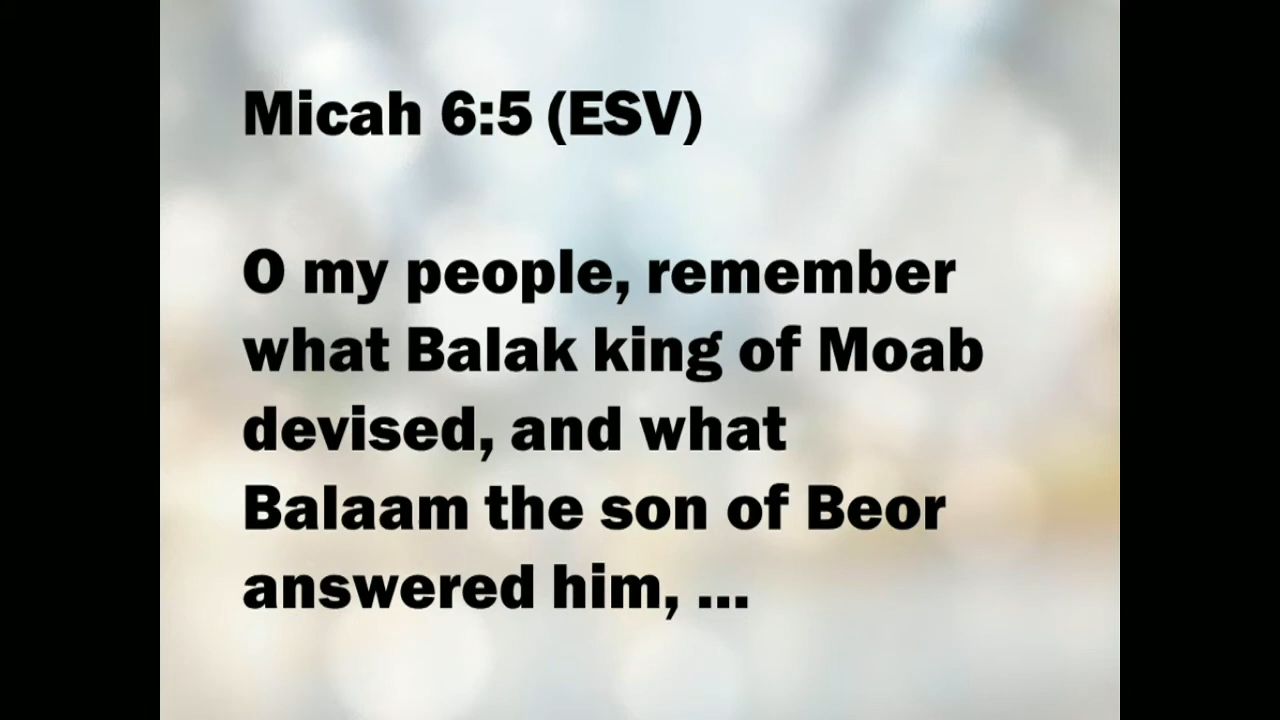 Micah 6:5 (ESV)
O my people, remember
what Balak king of Moab
devised, and what
Balaam the son of Beor
answered him, ...